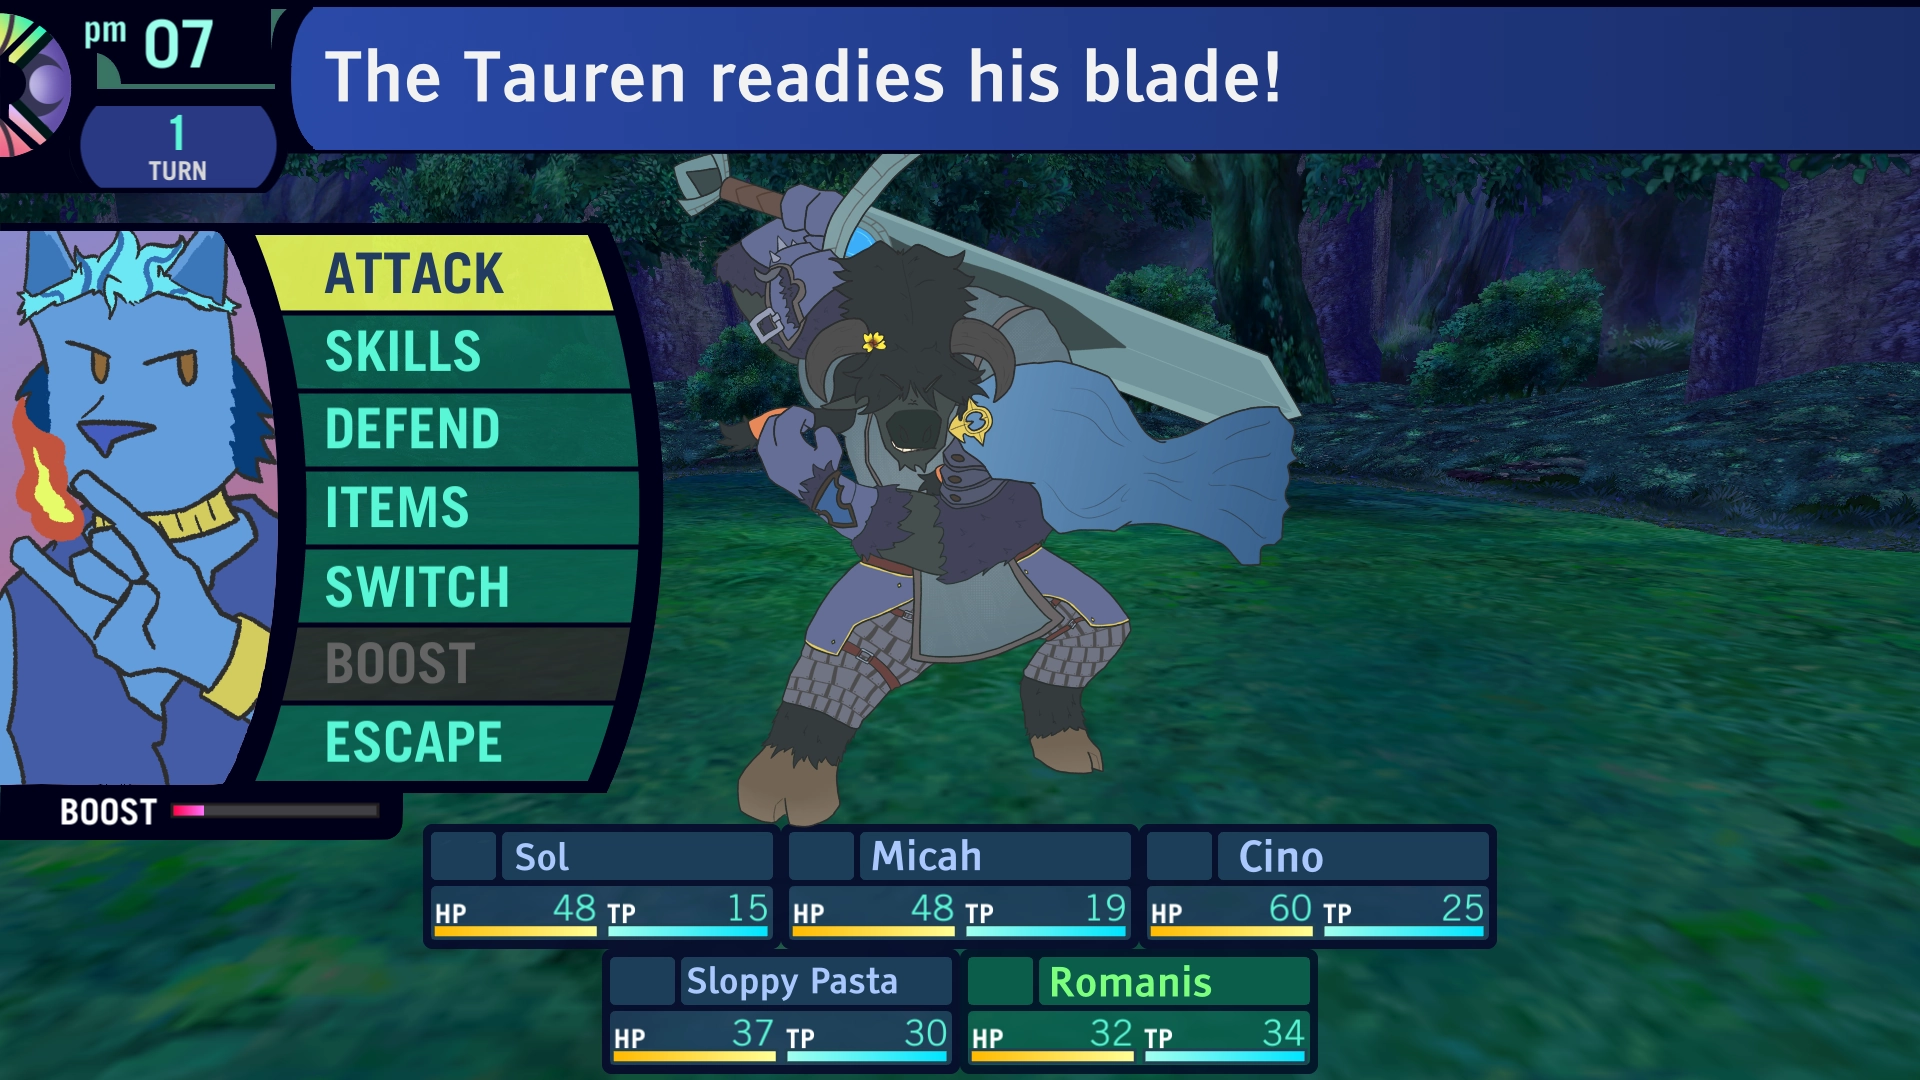 pm 07
The Tauren readies his blade!
1
TURN
ATTACK
SKILLS
DEFEND
ITEMS
SWITCH
BOOST
ESCAPE
BOOST
Sol
HP 48 TP 15
Micah
HP 48 TP 19
Cino
HP 60 TP 25
Sloppy Pasta
HP 37 TP 30
Romanis
HP 32 TP 34